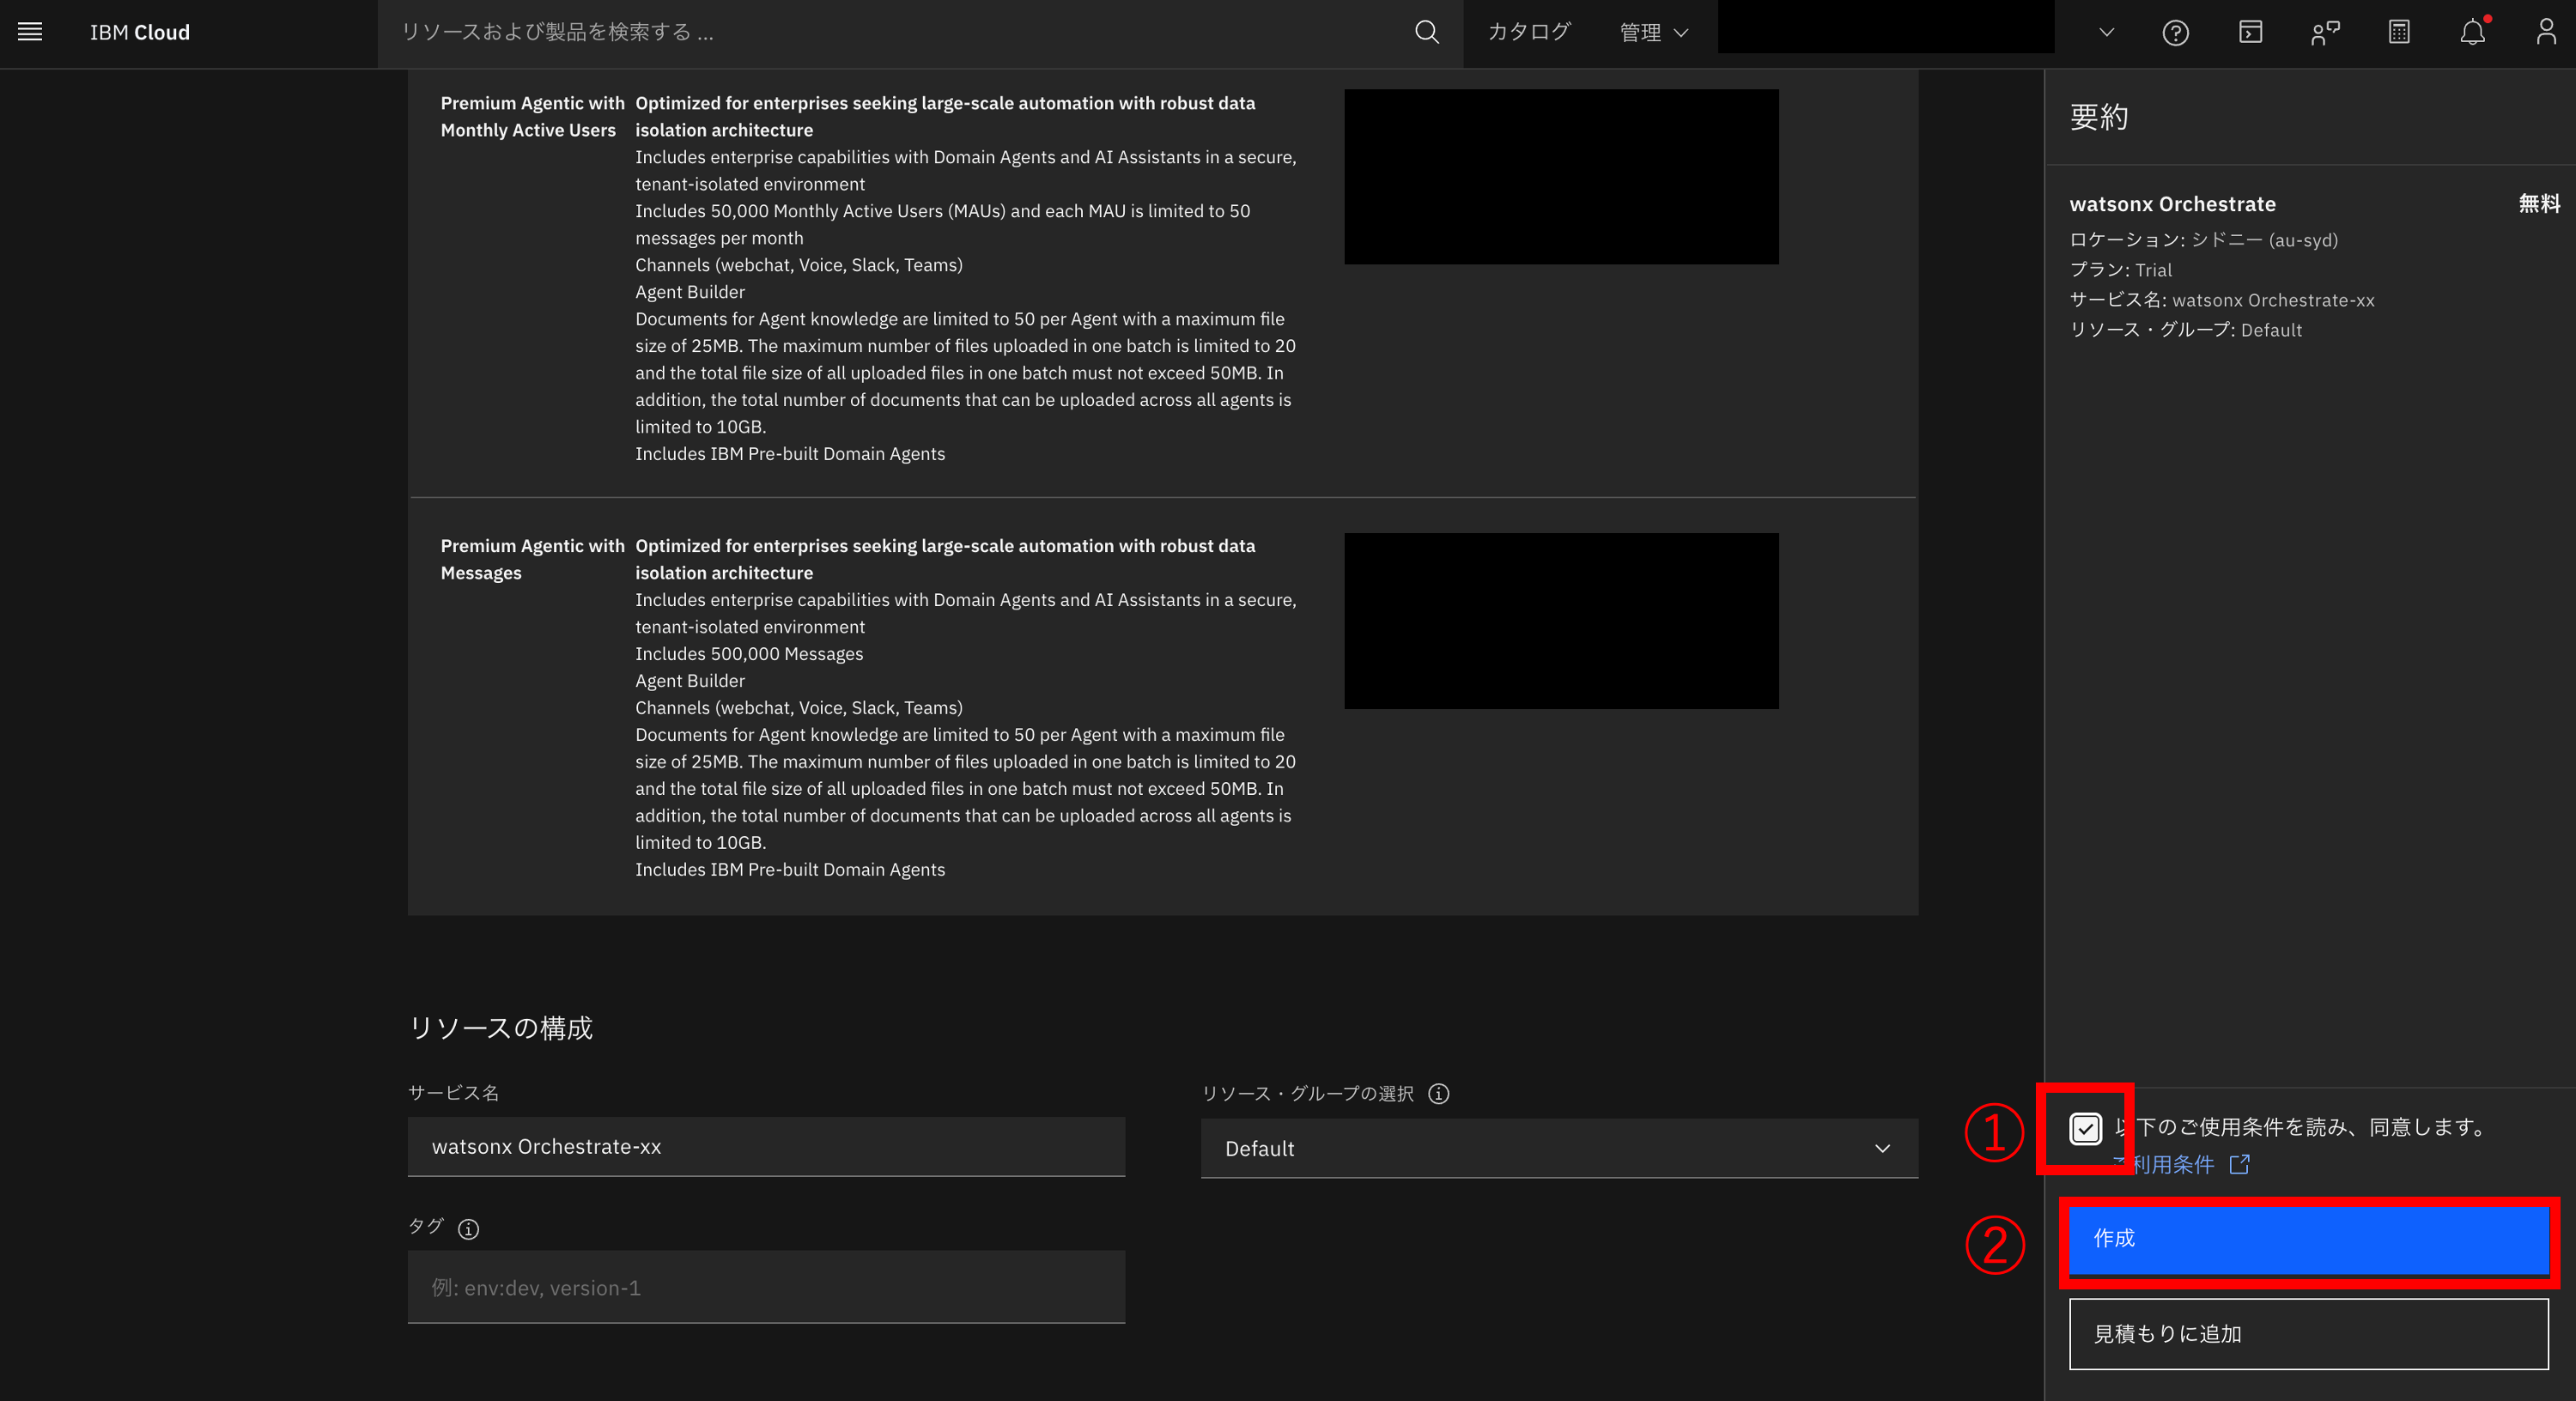 IBM Cloud
リソースおよび製品を検索する ...
カタログ
管理
Premium Agentic with
Monthly Active Users
Optimized for enterprises seeking large-scale automation with robust data
isolation architecture
Includes enterprise capabilities with Domain Agents and AI Assistants in a secure,
tenant-isolated environment
Includes 50,000 Monthly Active Users (MAUs) and each MAU is limited to 50
messages per month
Channels (webchat, Voice, Slack, Teams)
Agent Builder
Documents for Agent knowledge are limited to 50 per Agent with a maximum file
size of 25MB. The maximum number of files uploaded in one batch is limited to 20
and the total file size of all uploaded files in one batch must not exceed 50MB. In
addition, the total number of documents that can be uploaded across all agents is
limited to 10GB.
Includes IBM Pre-built Domain Agents
Premium Agentic with
Messages
Optimized for enterprises seeking large-scale automation with robust data
isolation architecture
Includes enterprise capabilities with Domain Agents and AI Assistants in a secure,
tenant-isolated environment
Includes 500,000 Messages
Agent Builder
Channels (webchat, Voice, Slack, Teams)
Documents for Agent knowledge are limited to 50 per Agent with a maximum file
size of 25MB. The maximum number of files uploaded in one batch is limited to 20
and the total file size of all uploaded files in one batch must not exceed 50MB. In
addition, the total number of documents that can be uploaded across all agents is
limited to 10GB.
Includes IBM Pre-built Domain Agents
リソースの構成
サービス名
watsonx Orchestrate-xx
リソース・グループの選択
Default
タグ
例: env:dev, version-1
要約
watsonx Orchestrate 無料
ロケーション: シドニー (au-syd)
プラン: Trial
サービス名: watsonx Orchestrate-xx
リソース・グループ: Default
①
以下のご使用条件を読み、同意します。
ご利用条件
②
作成
見積もりに追加